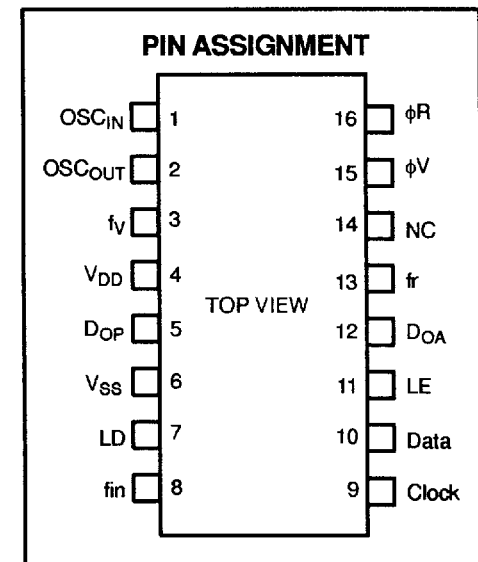 PIN ASSIGNMENT
OSCIN 1 16 φR
OSCOUT 2 15 φV
fV 3 14 NC
VDD 4 13 fr
TOP VIEW
DOP 5 12 DOA
VSS 6 11 LE
LD 7 10 Data
fin 8 9 Clock